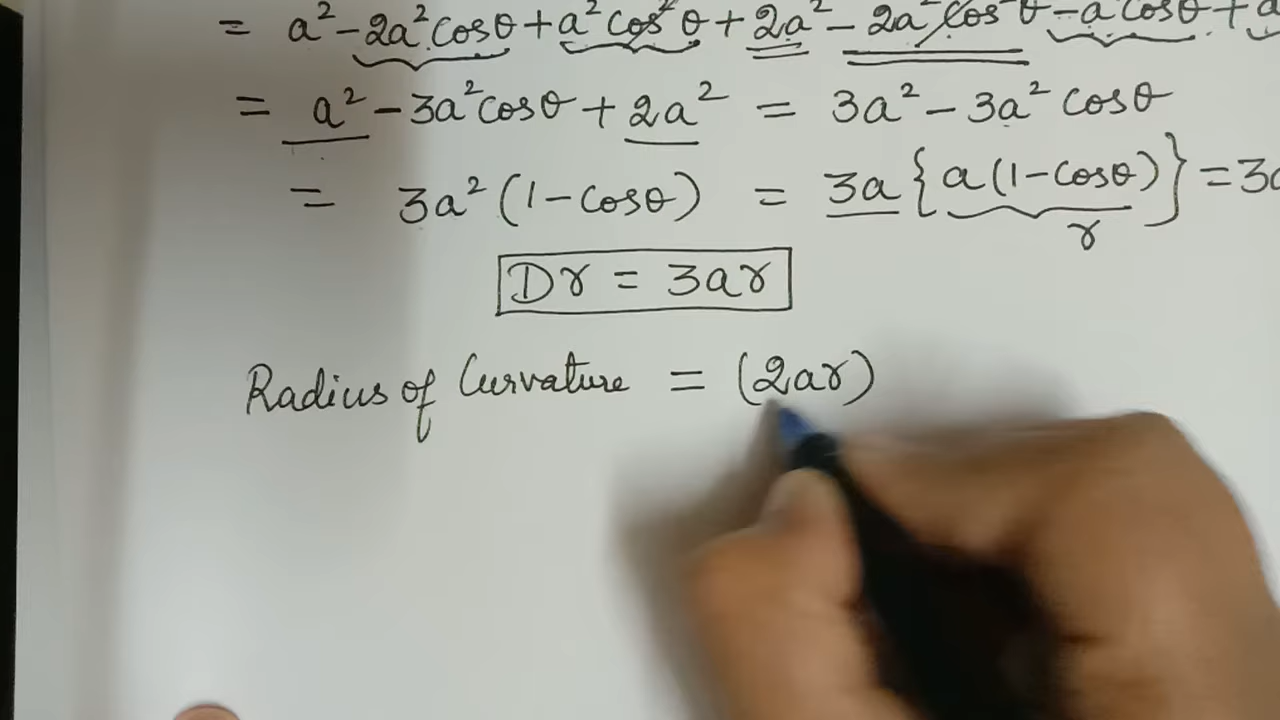 = a² - 2a² cosθ + a² cos² θ + 2a² - 2a² cos² θ - a² cosθ + a
= a² - 3a² cosθ + 2a² = 3a² - 3a² cosθ
= 3a² (1 - cosθ) = 3a { a (1 - cosθ) } = 3a
r
Dr = 3ar
Radius of Curvature = (2ar)